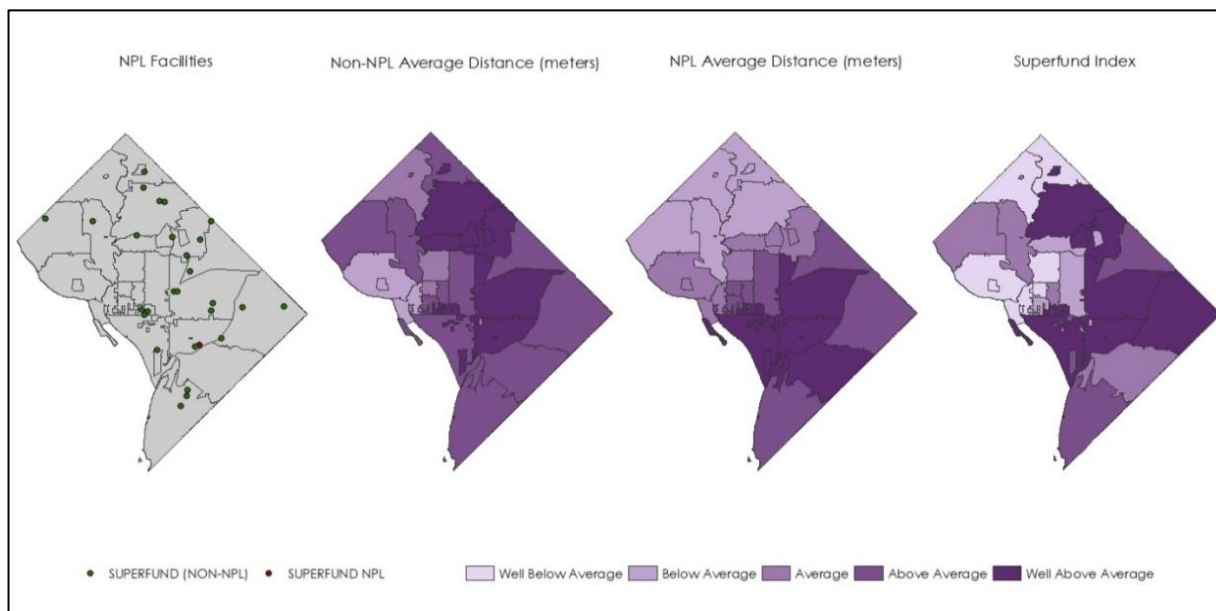 NPL Facilities
Non-NPL Average Distance (meters)
NPL Average Distance (meters)
Superfund Index
SUPERFUND (NON-NPL)
SUPERFUND NPL
Well Below Average
Below Average
Average
Above Average
Well Above Average